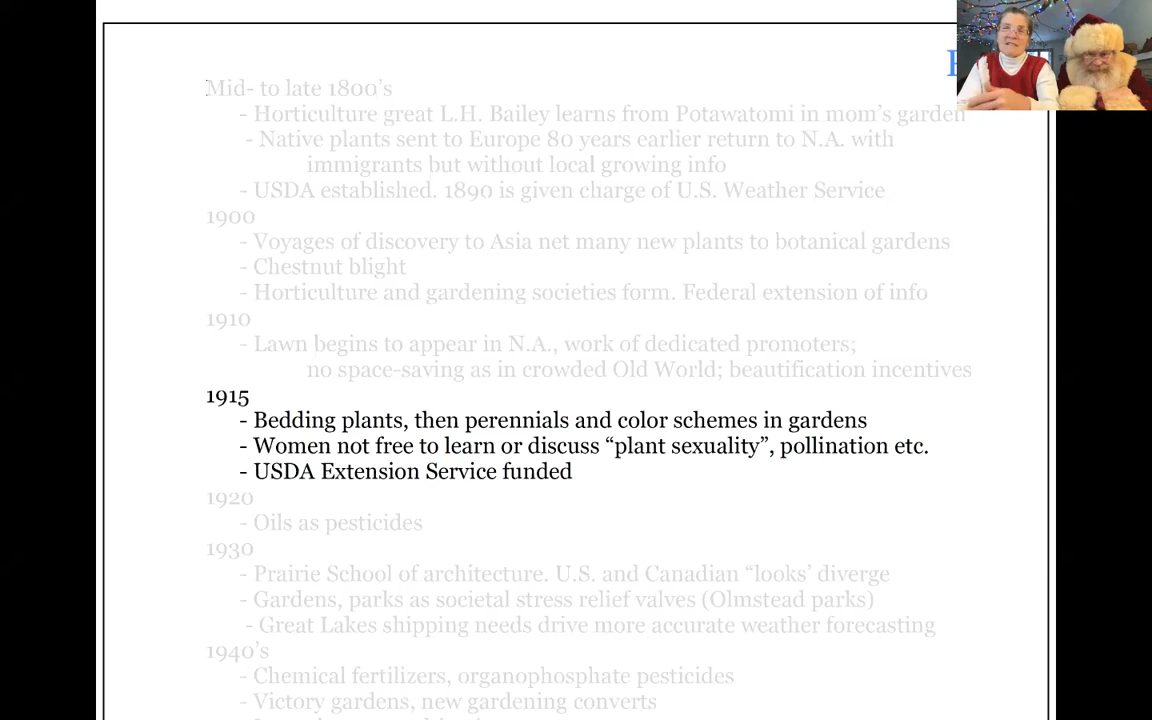 Mid- to late 1800’s
- Horticulture great L.H. Bailey learns from Potawatomi in mom’s garden
- Native plants sent to Europe 80 years earlier return to N.A. with
immigrants but without local growing info
- USDA established. 1890 is given charge of U.S. Weather Service
1900
- Voyages of discovery to Asia net many new plants to botanical gardens
- Chestnut blight
- Horticulture and gardening societies form. Federal extension of info
1910
- Lawn begins to appear in N.A., work of dedicated promoters;
no space-saving as in crowded Old World; beautification incentives
1915
- Bedding plants, then perennials and color schemes in gardens
- Women not free to learn or discuss “plant sexuality”, pollination etc.
- USDA Extension Service funded
1920
- Oils as pesticides
1930
- Prairie School of architecture. U.S. and Canadian “looks’ diverge
- Gardens, parks as societal stress relief valves (Olmstead parks)
- Great Lakes shipping needs drive more accurate weather forecasting
1940’s
- Chemical fertilizers, organophosphate pesticides
- Victory gardens, new gardening converts